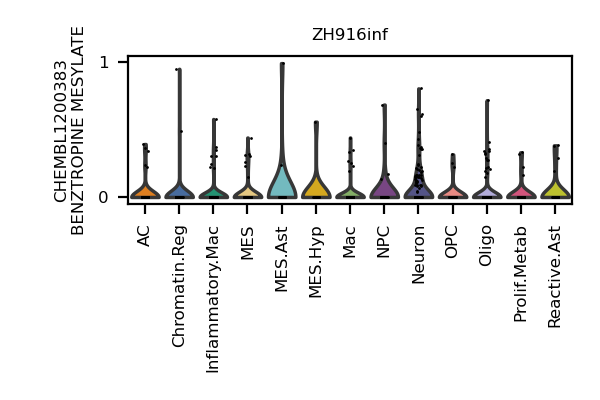 ZH916inf
CHEMBL1200383
BENZTROPINE MESYLATE
1
0
AC
Chromatin.Reg
Inflammatory.Mac
MES
MES.Ast
MES.Hyp
Mac
NPC
Neuron
OPC
Oligo
Prolif.Metab
Reactive.Ast